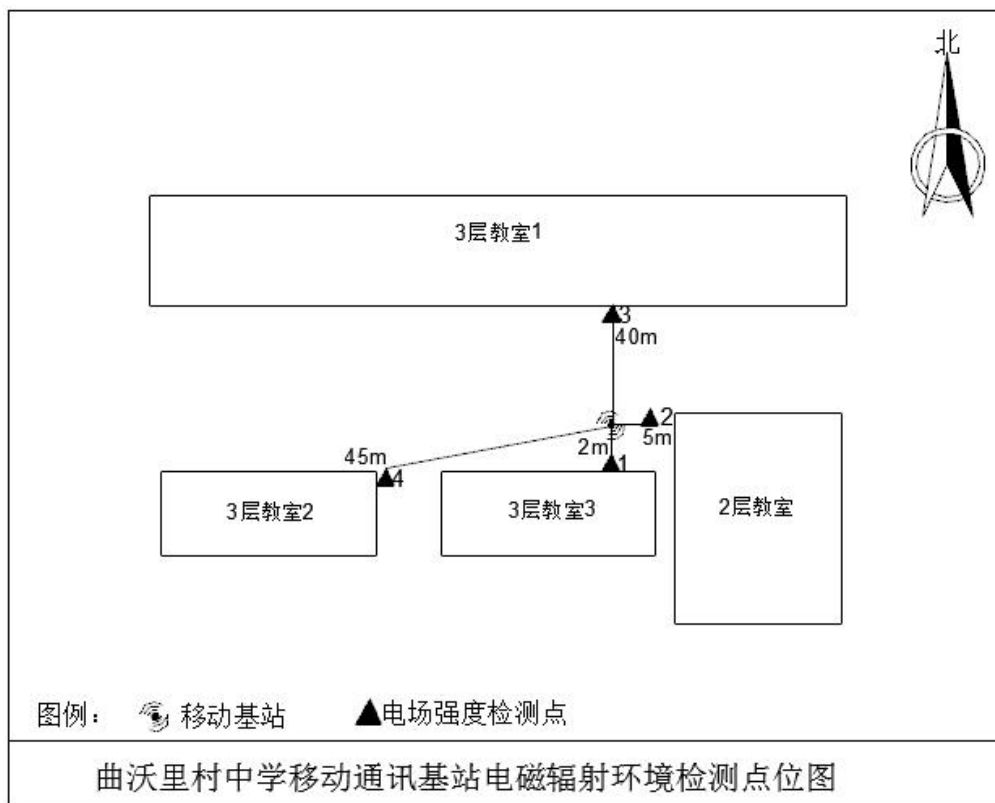 北
3层教室1
3
40m
2
5m
2m
1
45m
4
3层教室2
3层教室3
2层教室
图例： 移动基站 电场强度检测点
曲沃里村中学移动通讯基站电磁辐射环境检测点位图